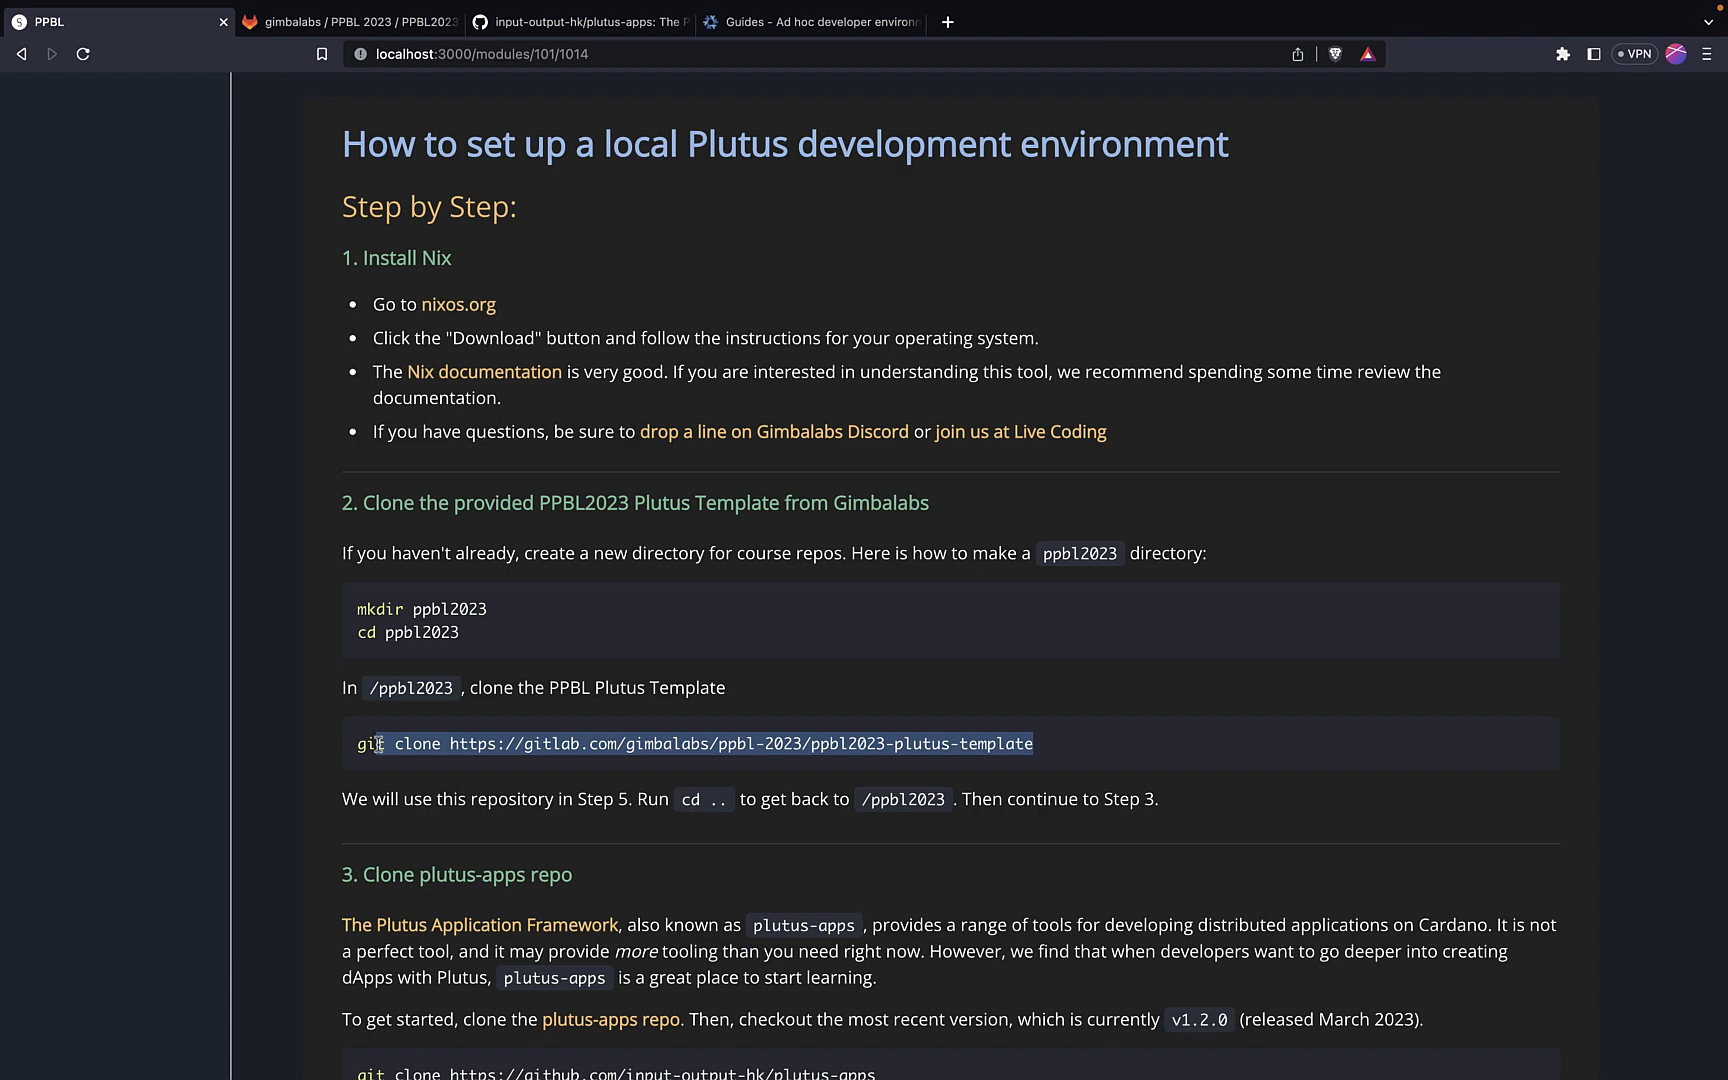 PPBL
gimbalabs / PPBL 2023 / PPBL2023
input-output-hk/plutus-apps: The P
Guides - Ad hoc developer environm
localhost:3000/modules/101/1014
VPN
How to set up a local Plutus development environment
Step by Step:
1. Install Nix
• Go to nixos.org
• Click the "Download" button and follow the instructions for your operating system.
• The Nix documentation is very good. If you are interested in understanding this tool, we recommend spending some time review the
documentation.
• If you have questions, be sure to drop a line on Gimbalabs Discord or join us at Live Coding
2. Clone the provided PPBL2023 Plutus Template from Gimbalabs
If you haven't already, create a new directory for course repos. Here is how to make a ppbl2023 directory:
mkdir ppbl2023
cd ppbl2023
In /ppbl2023, clone the PPBL Plutus Template
git clone https://gitlab.com/gimbalabs/ppbl-2023/ppbl2023-plutus-template
We will use this repository in Step 5. Run cd .. to get back to /ppbl2023. Then continue to Step 3.
3. Clone plutus-apps repo
The Plutus Application Framework, also known as plutus-apps, provides a range of tools for developing distributed applications on Cardano. It is not
a perfect tool, and it may provide more tooling than you need right now. However, we find that when developers want to go deeper into creating
dApps with Plutus, plutus-apps is a great place to start learning.
To get started, clone the plutus-apps repo. Then, checkout the most recent version, which is currently v1.2.0 (released March 2023).
git clone https://github.com/input-output-hk/plutus-apps